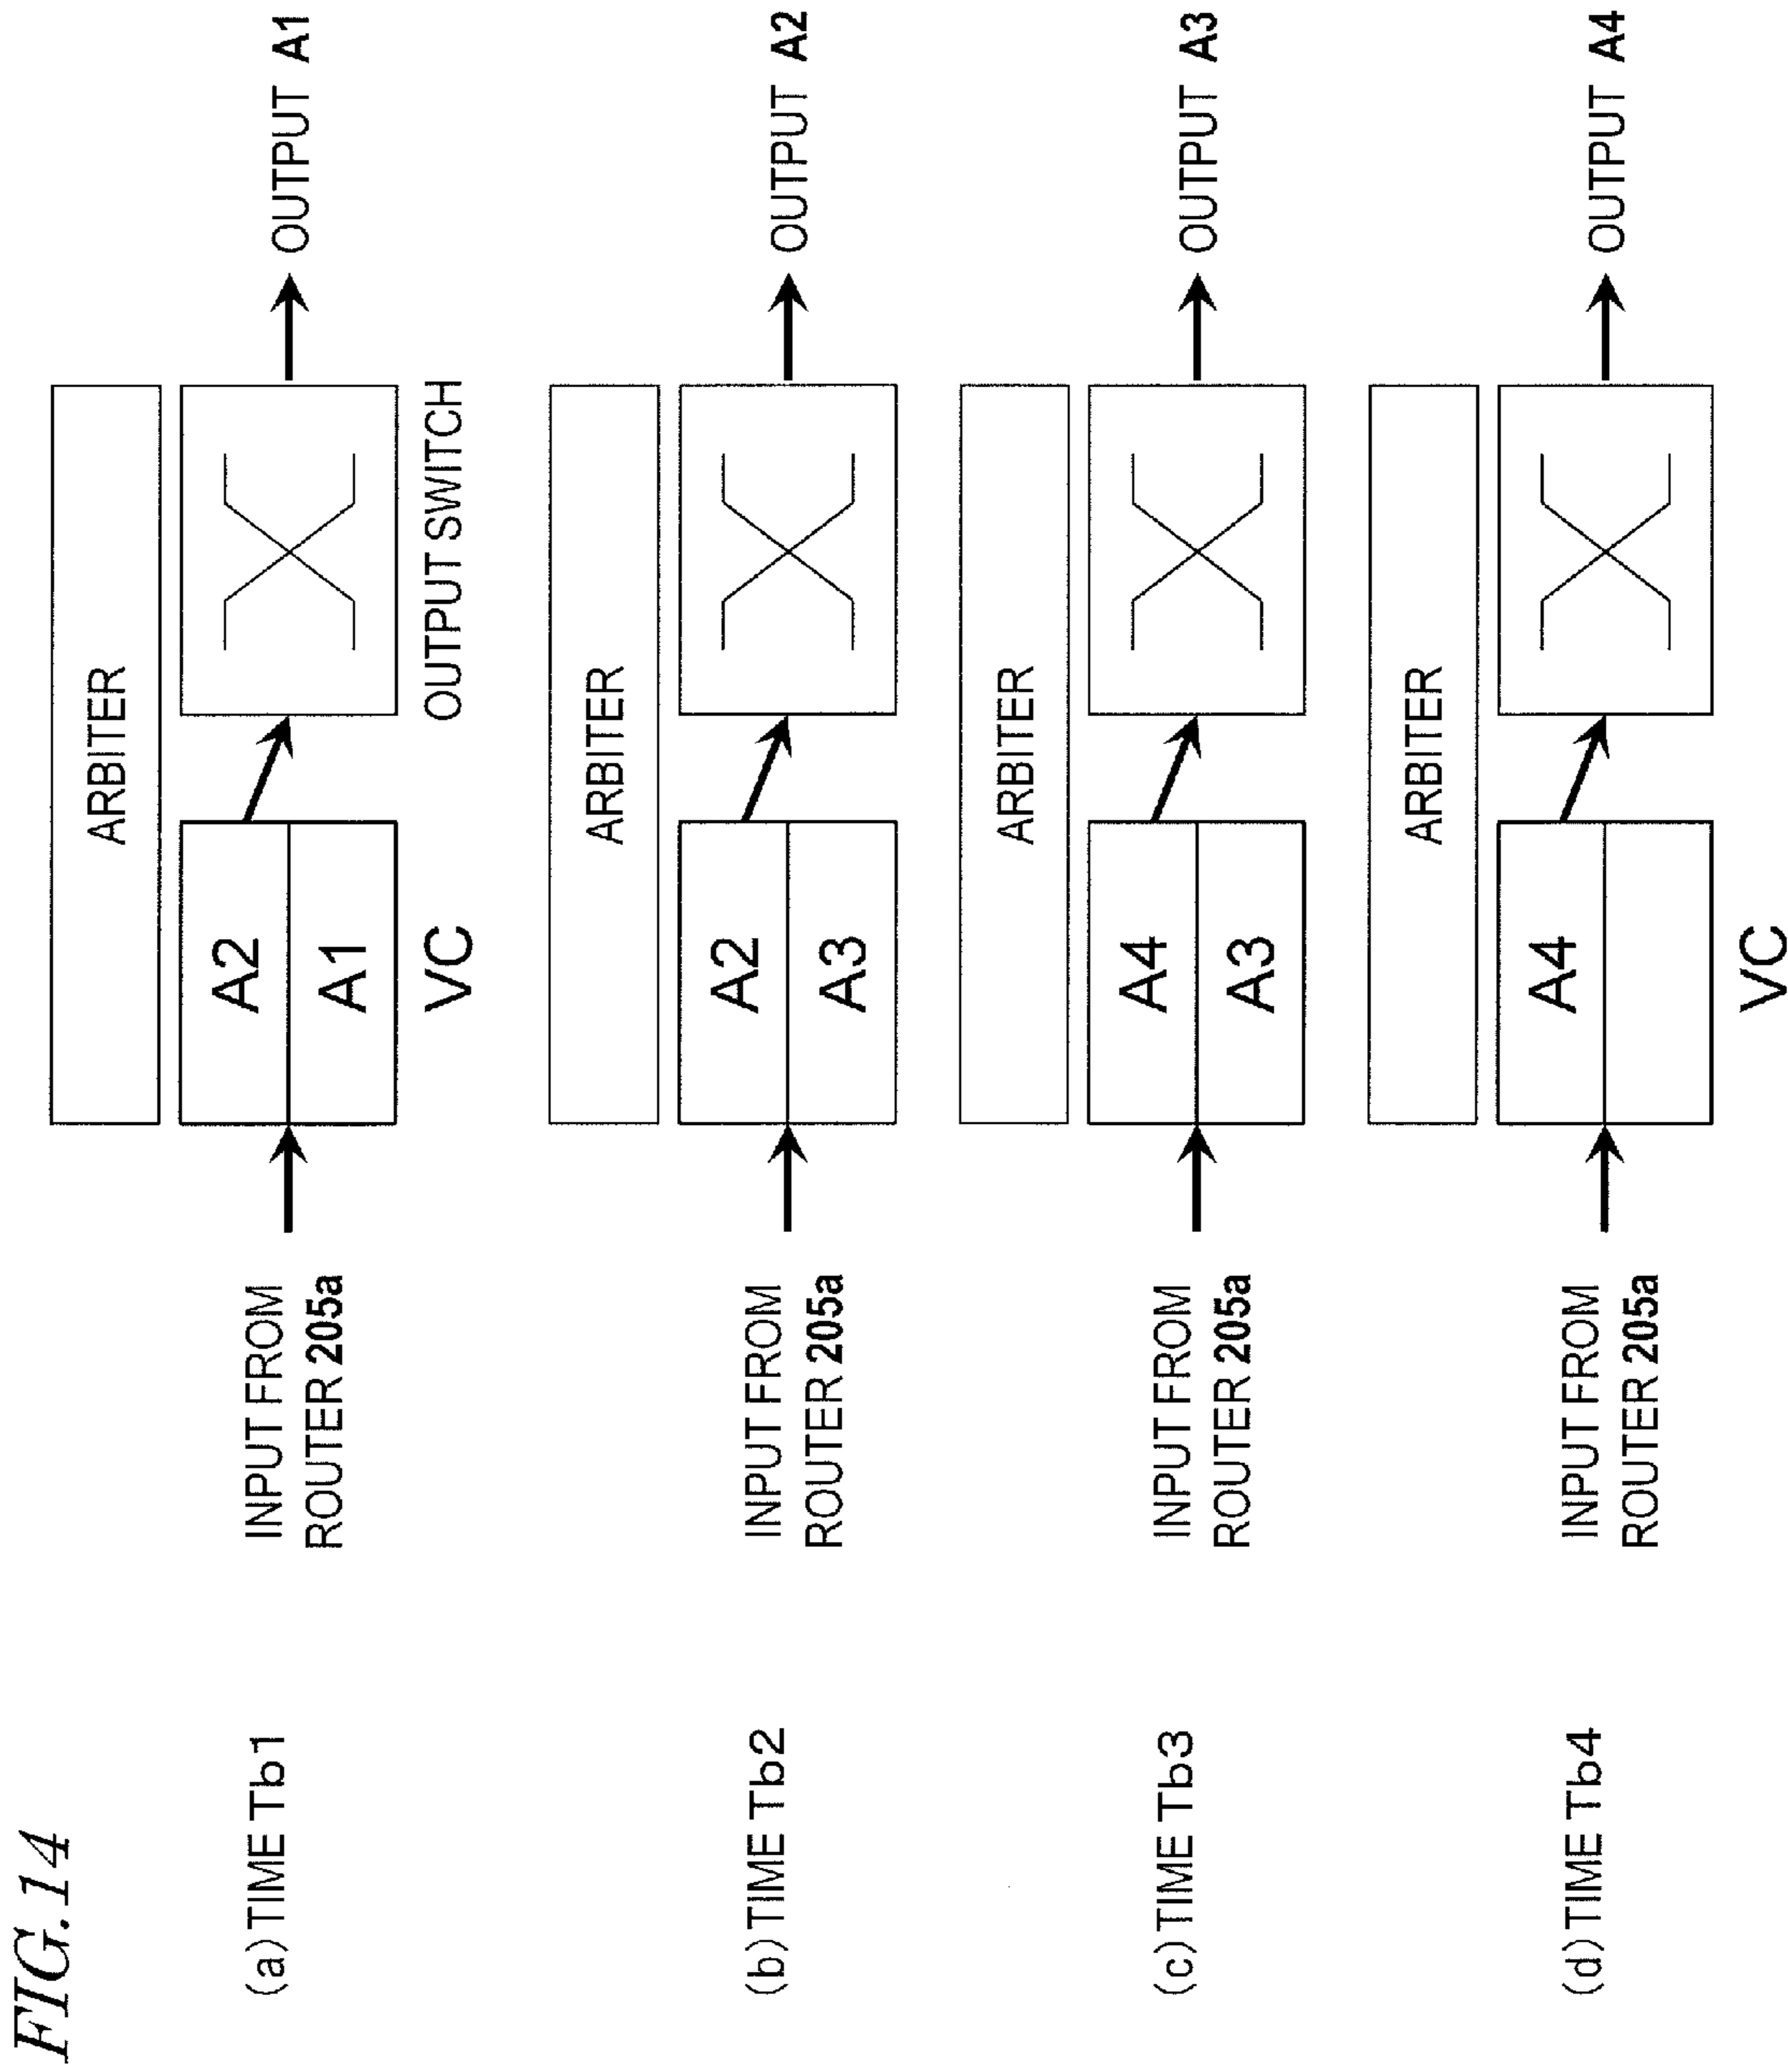 FIG.14
(a) TIME Tb1
INPUT FROM
ROUTER 205a
ARBITER
A2
A1
VC
OUTPUT SWITCH
OUTPUT A1
(b) TIME Tb2
INPUT FROM
ROUTER 205a
ARBITER
A2
A3
OUTPUT A2
(c) TIME Tb3
INPUT FROM
ROUTER 205a
ARBITER
A4
A3
OUTPUT A3
(d) TIME Tb4
INPUT FROM
ROUTER 205a
ARBITER
A4
VC
OUTPUT A4